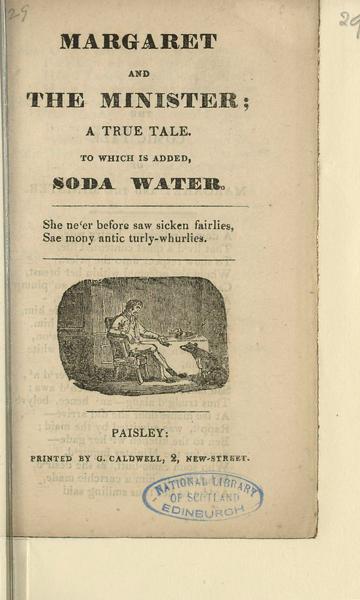 29
29
MARGARET
AND
THE MINISTER;
A TRUE TALE.
TO WHICH IS ADDED,
SODA WATER.
She ne'er before saw sicken fairlies,
Sae mony antic turly-whurlies.
PAISLEY:
PRINTED BY G. CALDWELL, 2, NEW-STREET.
NATIONAL LIBRARY
OF SCOTLAND
EDINBURGH